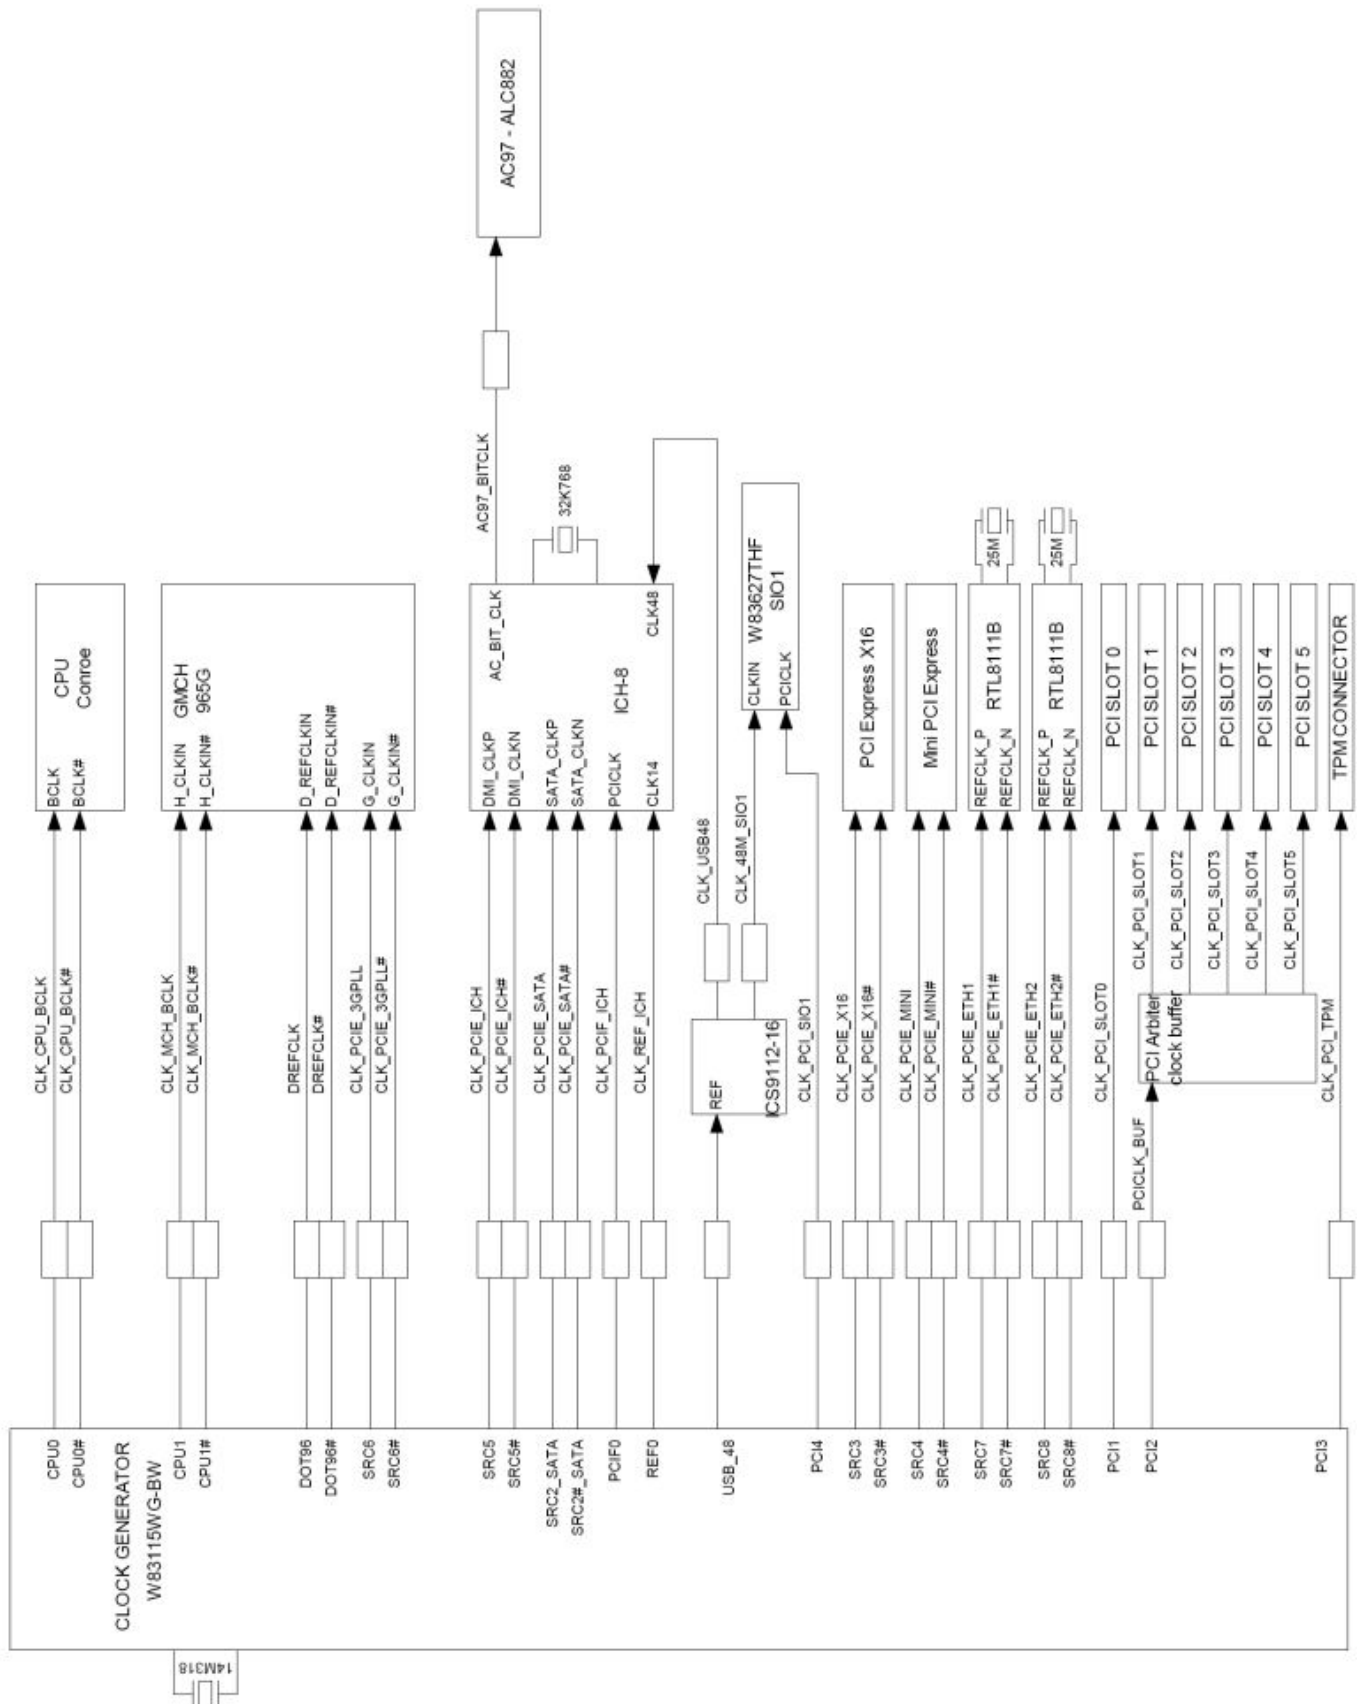 CLOCK GENERATOR
W83115WG-BW
14M318
CPU0
CPU0#
CPU1
CPU1#
DOT96
DOT96#
SRC6
SRC6#
SRC5
SRC5#
SRC2_SATA
SRC2#_SATA
PCIF0
REF0
USB_48
PCI4
SRC3
SRC3#
SRC4
SRC4#
SRC7
SRC7#
SRC8
SRC8#
PCI1
PCI2
PCI3
CLK_CPU_BCLK
CLK_CPU_BCLK#
CLK_MCH_BCLK
CLK_MCH_BCLK#
DREFCLK
DREFCLK#
CLK_PCIE_3GPLL
CLK_PCIE_3GPLL#
CLK_PCIE_ICH
CLK_PCIE_ICH#
CLK_PCIE_SATA
CLK_PCIE_SATA#
CLK_PCIF_ICH
CLK_REF_ICH
REF
ICS9112-16
CLK_USB48
CLK_48M_SIO1
CLK_PCI_SIO1
CLK_PCIE_X16
CLK_PCIE_X16#
CLK_PCIE_MINI
CLK_PCIE_MINI#
CLK_PCIE_ETH1
CLK_PCIE_ETH1#
CLK_PCIE_ETH2
CLK_PCIE_ETH2#
CLK_PCI_SLOT0
PCICLK_BUF
PCI Arbiter
clock buffer
CLK_PCI_SLOT1
CLK_PCI_SLOT2
CLK_PCI_SLOT3
CLK_PCI_SLOT4
CLK_PCI_SLOT5
CLK_PCI_TPM
BCLK
BCLK#
CPU
Conroe
H_CLKIN
H_CLKIN#
GMCH
965G
D_REFCLKIN
D_REFCLKIN#
G_CLKIN
G_CLKIN#
DMI_CLKP
DMI_CLKN
SATA_CLKP
SATA_CLKN
PCICLK
CLK14
ICH-8
AC_BIT_CLK
CLK48
AC97_BITCLK
32K768
AC97 - ALC882
CLKIN
W83627THF
SIO1
PCICLK
PCI Express X16
Mini PCI Express
REFCLK_P
REFCLK_N
RTL8111B
25M
REFCLK_P
REFCLK_N
RTL8111B
25M
PCI SLOT 0
PCI SLOT 1
PCI SLOT 2
PCI SLOT 3
PCI SLOT 4
PCI SLOT 5
TPM CONNECTOR